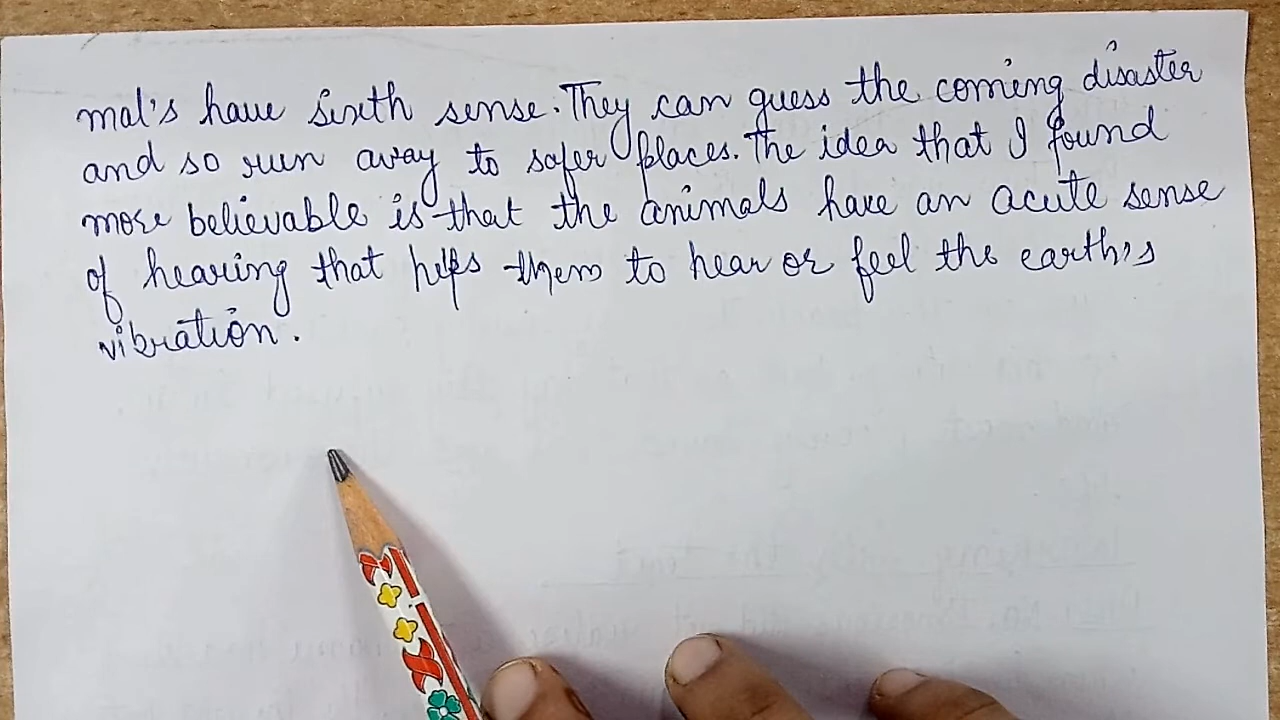 mal's have sixth sense. They can guess the coming disaster
and so run away to safer places. The idea that I found
more believable is that the animals have an acute sense
of hearing that helps them to hear or feel the earth's
vibration.